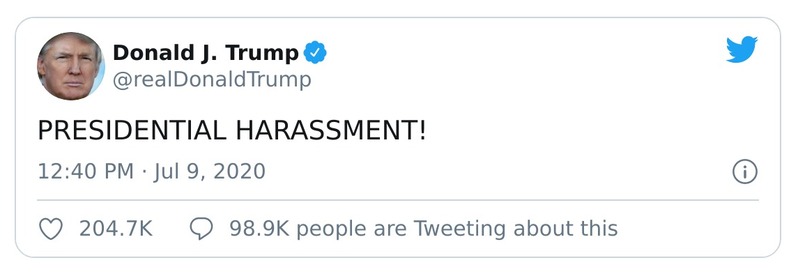 Donald J. Trump
@realDonaldTrump
PRESIDENTIAL HARASSMENT!
12:40 PM · Jul 9, 2020
204.7K 98.9K people are Tweeting about this